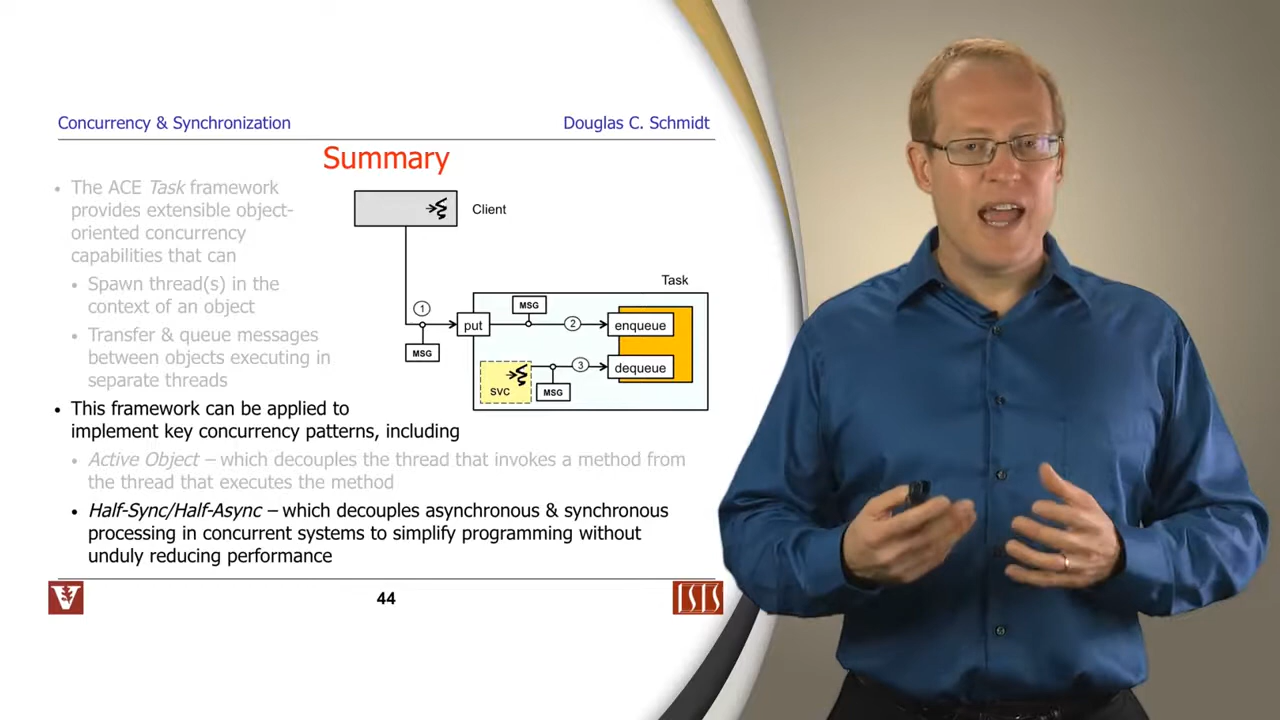 Concurrency & Synchronization
Douglas C. Schmidt
Summary
• The ACE Task framework
provides extensible object-
oriented concurrency
capabilities that can
• Spawn thread(s) in the
context of an object
• Transfer & queue messages
between objects executing in
separate threads
• This framework can be applied to
implement key concurrency patterns, including
• Active Object – which decouples the thread that invokes a method from
the thread that executes the method
• Half-Sync/Half-Async – which decouples asynchronous & synchronous
processing in concurrent systems to simplify programming without
unduly reducing performance
Client
Task
1
MSG
put
MSG
2
enqueue
SVC
MSG
3
dequeue
V
44
ISIS